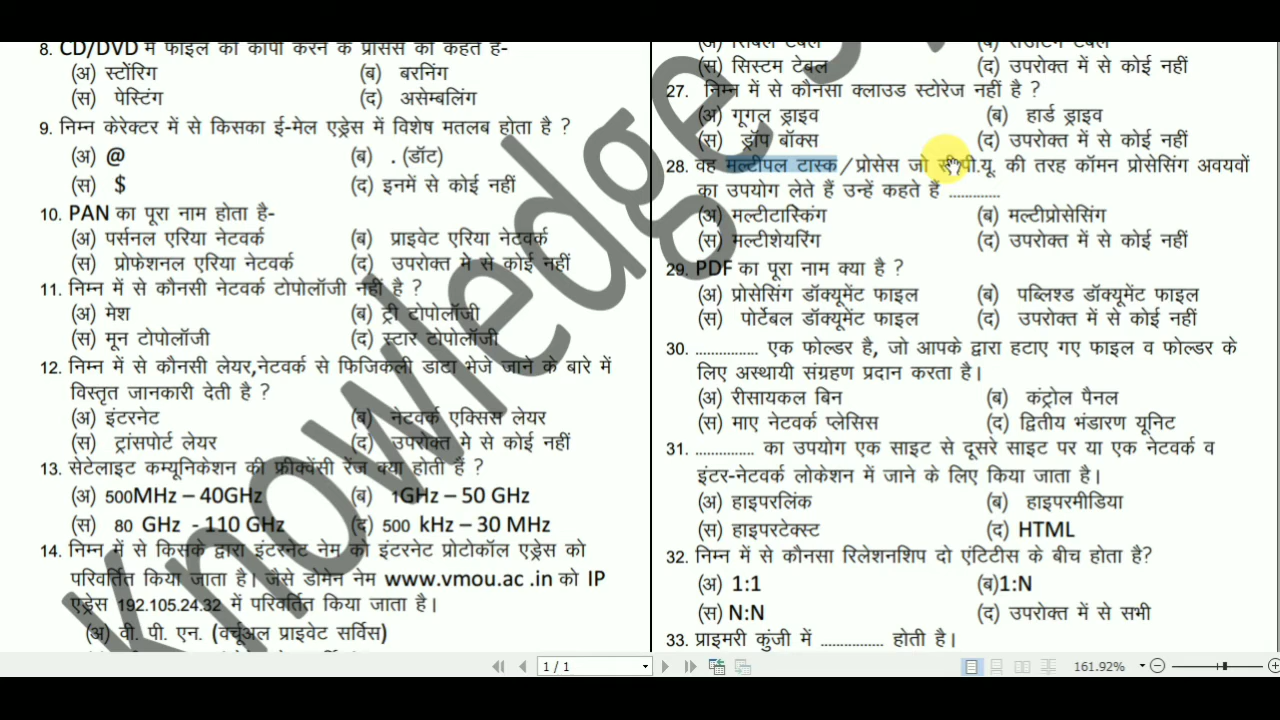 8. CD/DVD में फाईल को कॉपी करने के प्रोसेस को कहते हैं-
(अ) स्टोरिंग (ब) बरनिंग
(स) पेस्टिंग (द) असेम्बलिंग
9. निम्न केरेक्टर में से किसका ई-मेल एड्रेस में विशेष मतलब होता है ?
(अ) @ (ब) . (डॉट)
(स) $ (द) इनमें से कोई नहीं
10. PAN का पूरा नाम होता है-
(अ) पर्सनल एरिया नेटवर्क (ब) प्राइवेट एरिया नेटवर्क
(स) प्रोफेशनल एरिया नेटवर्क (द) उपरोक्त मे से कोई नहीं
11. निम्न में से कौनसी नेटवर्क टोपोलॉजी नहीं है ?
(अ) मेश (ब) ट्री टोपोलॉजी
(स) मून टोपोलॉजी (द) स्टार टोपोलॉजी
12. निम्न में से कौनसी लेयर,नेटवर्क से फिजिकली डाटा भेजे जाने के बारे में
विस्तृत जानकारी देती है ?
(अ) इंटरनेट (ब) नेटवर्क एक्सिस लेयर
(स) ट्रांसपोर्ट लेयर (द) उपरोक्त मे से कोई नहीं
13. सेटेलाइट कम्यूनिकेशन की फ्रीक्वेंसी रेंज क्या होती हैं ?
(अ) 500MHz – 40GHz (ब) 1GHz – 50 GHz
(स) 80 GHz - 110 GHz (द) 500 kHz – 30 MHz
14. निम्न में से किसके द्वारा इंटरनेट नेम को इंटरनेट प्रोटोकॉल एड्रेस को
परिवर्तित किया जाता है। जैसे डोमेन नेम www.vmou.ac .in को IP
एड्रेस 192.105.24.32 में परिवर्तित किया जाता है।
(अ) वी. पी. एन. (वर्चूअल प्राइवेट सर्विस)
(स) सिस्टम टेबल (द) उपरोक्त में से कोई नहीं
27. निम्न में से कौनसा क्लाउड स्टोरेज नहीं है ?
(अ) गूगल ड्राइव (ब) हार्ड ड्राइव
(स) ड्रॉप बॉक्स (द) उपरोक्त में से कोई नहीं
28. वह मल्टीपल टास्क/प्रोसेस जो सी.पी.यू. की तरह कॉमन प्रोसेसिंग अवयवों
का उपयोग लेते हैं उन्हें कहते हैं .............
(अ) मल्टीटास्किंग (ब) मल्टीप्रोसेसिंग
(स) मल्टीशेयरिंग (द) उपरोक्त में से कोई नहीं
29. PDF का पूरा नाम क्या है ?
(अ) प्रोसेसिंग डॉक्यूमेंट फाइल (ब) पब्लिश्ड डॉक्यूमेंट फाइल
(स) पोर्टेबल डॉक्यूमेंट फाइल (द) उपरोक्त में से कोई नहीं
30. ................ एक फोल्डर है, जो आपके द्वारा हटाए गए फाइल व फोल्डर के
लिए अस्थायी संग्रहण प्रदान करता है।
(अ) रीसायकल बिन (ब) कंट्रोल पैनल
(स) माए नेटवर्क प्लेसिस (द) द्वितीय भंडारण यूनिट
31. ............... का उपयोग एक साइट से दूसरे साइट पर या एक नेटवर्क व
इंटर-नेटवर्क लोकेशन में जाने के लिए किया जाता है।
(अ) हाइपरलिंक (ब) हाइपरमीडिया
(स) हाइपरटेक्स्ट (द) HTML
32. निम्न में से कौनसा रिलेशनशिप दो एंटिटीस के बीच होता है?
(अ) 1:1 (ब)1:N
(स) N:N (द) उपरोक्त में से सभी
33. प्राइमरी कुंजी में ................ होती है।
Knowledge
1 / 1
161.92%